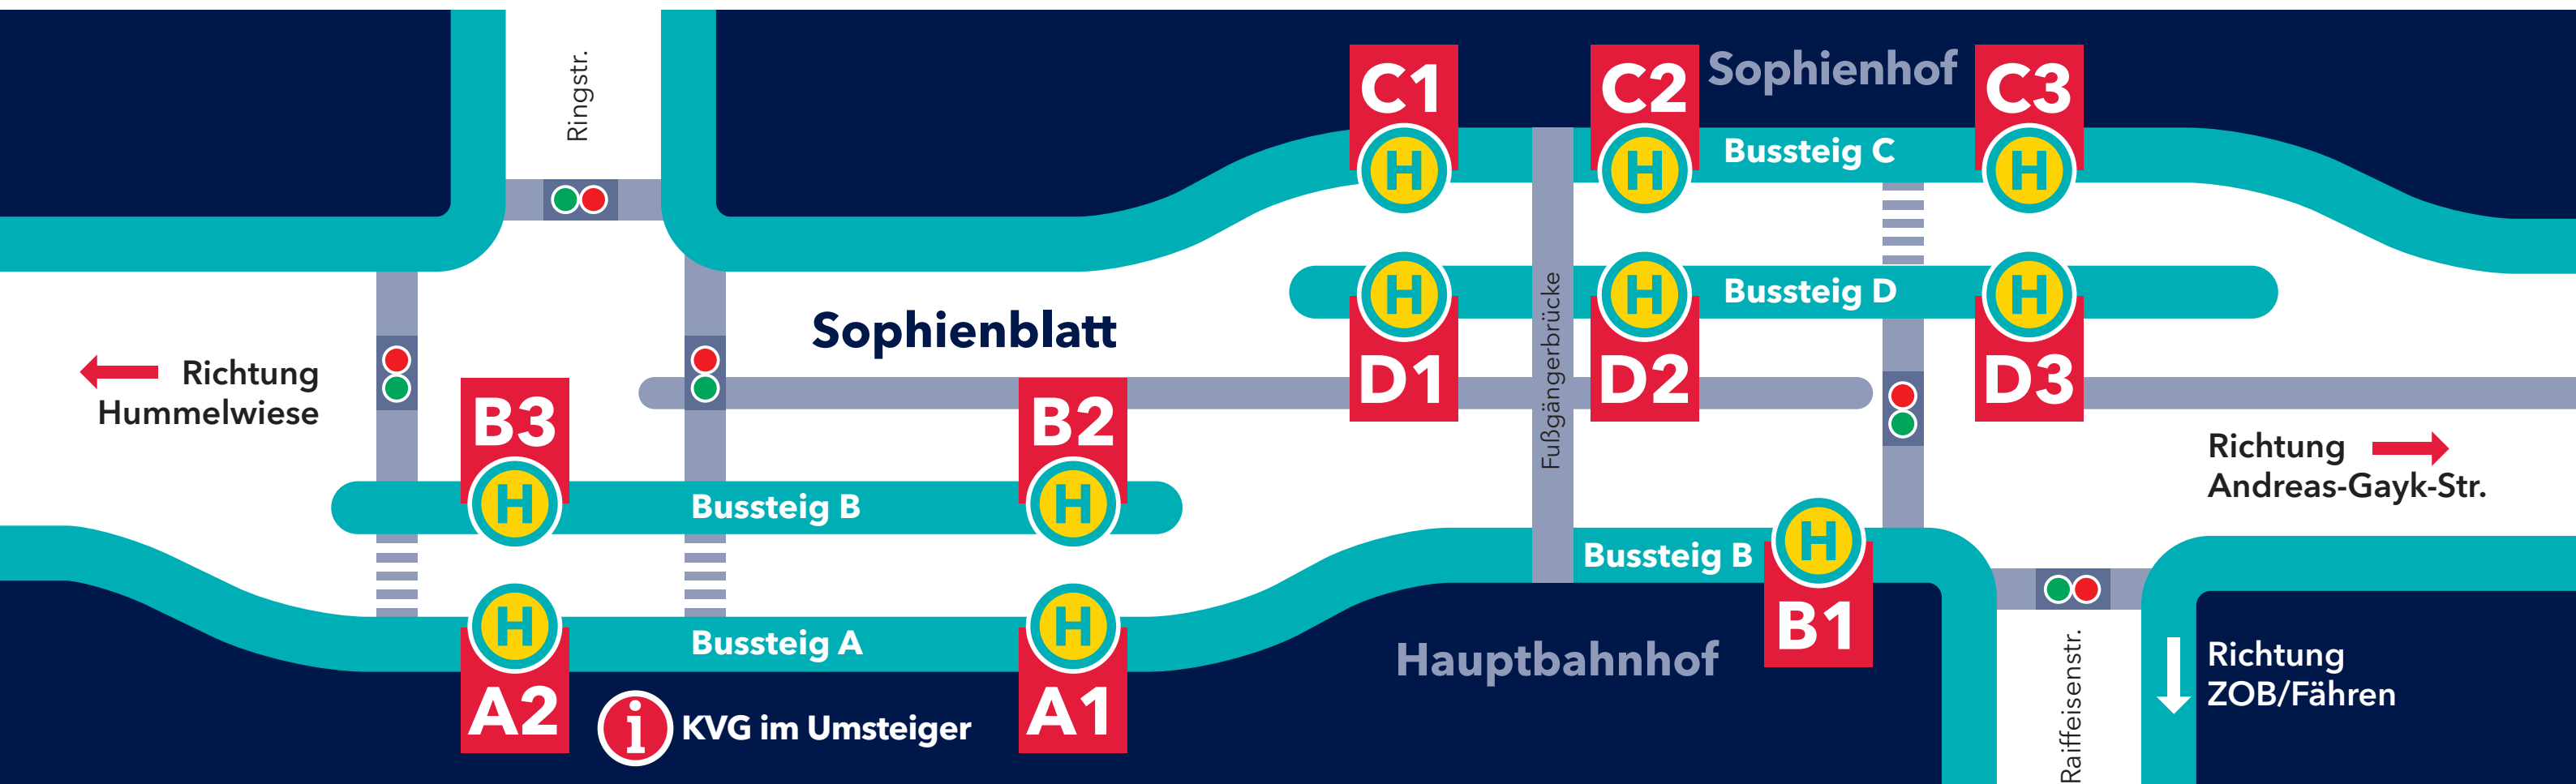 Ringstr.
C1
C2
Sophienhof
C3
H
H
H
Bussteig C
H
H
H
Bussteig D
D1
D2
D3
Sophienblatt
Fußgängerbrücke
Richtung
Hummelwiese
B3
B2
H
H
Bussteig B
Richtung
Andreas-Gayk-Str.
H
Bussteig B
B1
H
H
Bussteig A
A2
A1
i
KVG im Umsteiger
Hauptbahnhof
Raiffeisenstr.
Richtung
ZOB/Fähren